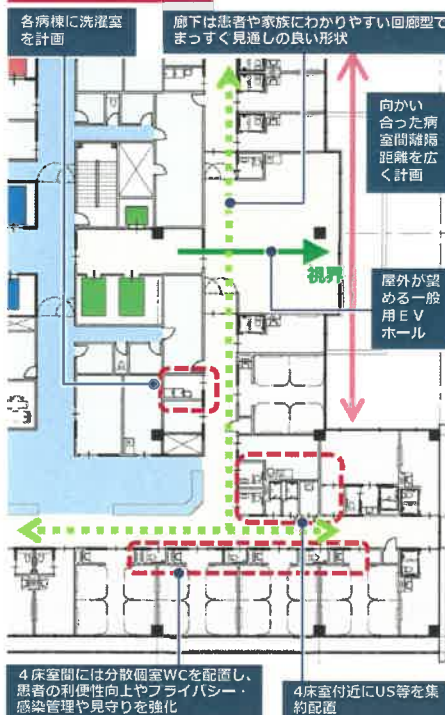 各病棟に洗濯室
を計画
廊下は患者や家族にわかりやすい回廊型で
まっすぐ見通しの良い形状
向かい
合った病
室間離隔
距離を広
く計画
視界
屋外が望
める一般
用ＥＶ
ホール
４床室間には分散個室WCを配置し、
患者の利便性向上やプライバシー・
感染管理や見守りを強化
4床室付近にUS等を集
約配置